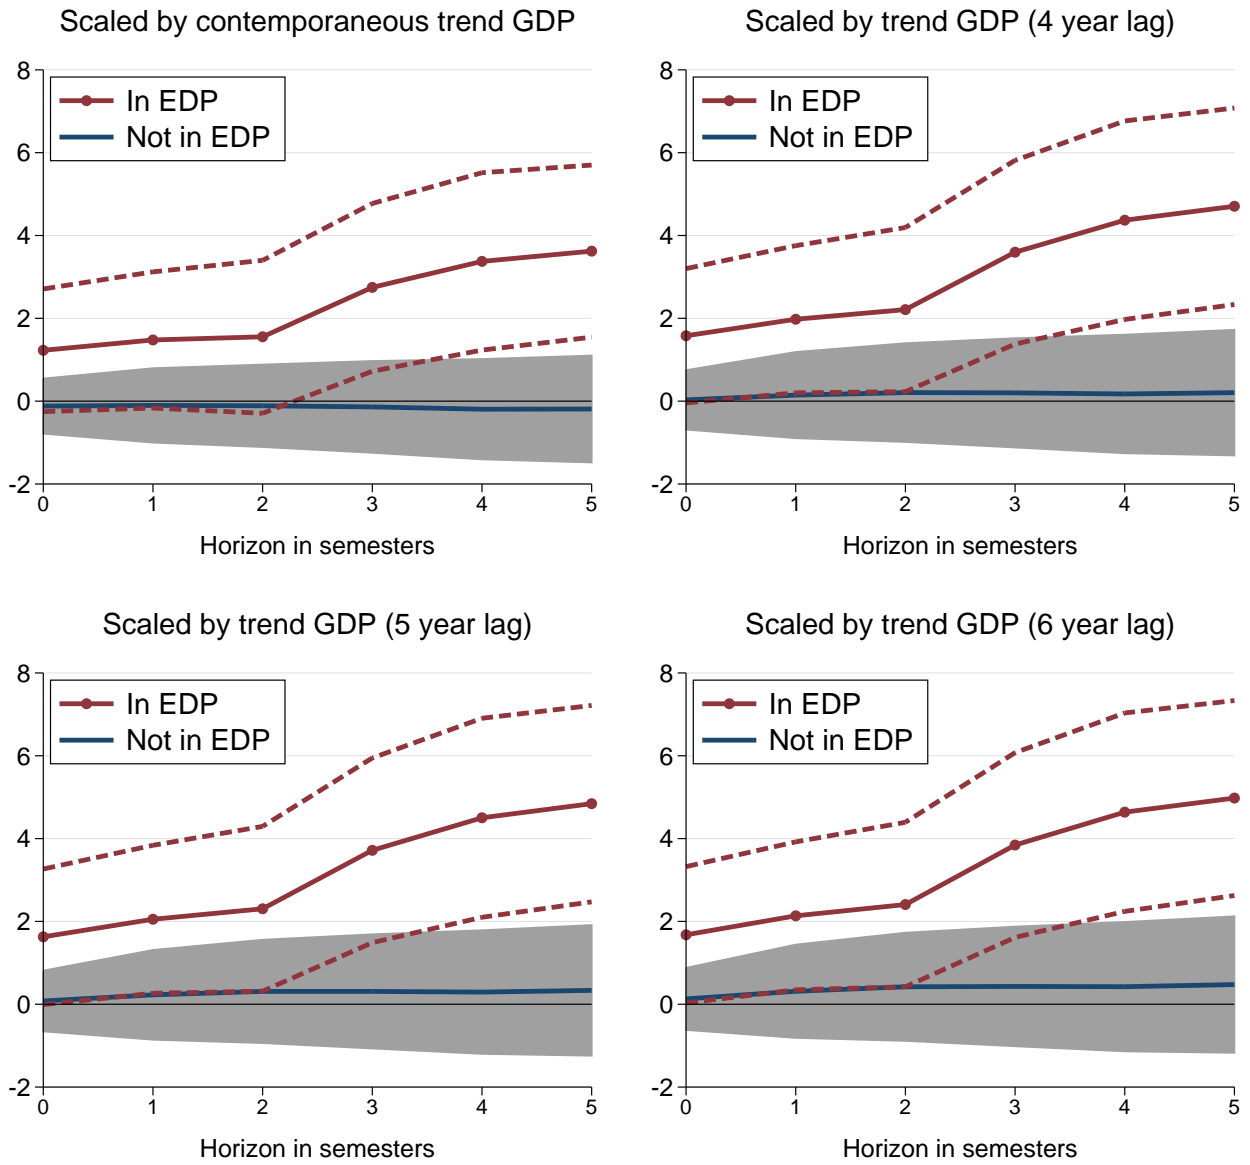 Scaled by contemporaneous trend GDP
8
6
4
2
0
-2
In EDP
Not in EDP
0 1 2 3 4 5
Horizon in semesters
Scaled by trend GDP (4 year lag)
8
6
4
2
0
-2
In EDP
Not in EDP
0 1 2 3 4 5
Horizon in semesters
Scaled by trend GDP (5 year lag)
8
6
4
2
0
-2
In EDP
Not in EDP
0 1 2 3 4 5
Horizon in semesters
Scaled by trend GDP (6 year lag)
8
6
4
2
0
-2
In EDP
Not in EDP
0 1 2 3 4 5
Horizon in semesters